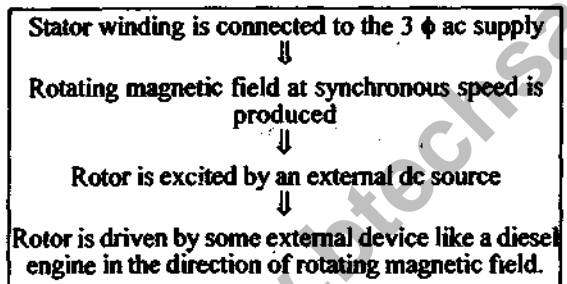 Stator winding is connected to the 3 ϕ ac supply
⇓
Rotating magnetic field at synchronous speed is
produced
⇓
Rotor is excited by an external dc source
⇓
Rotor is driven by some external device like a diesel
engine in the direction of rotating magnetic field.